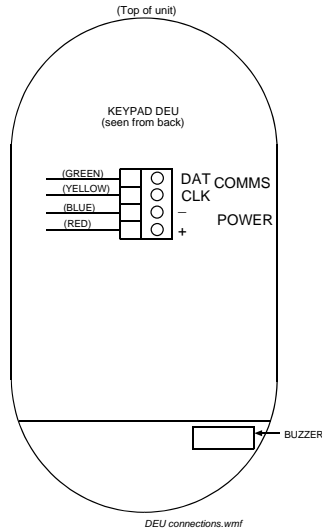 (Top of unit)
KEYPAD DEU
(seen from back)
(GREEN) DAT COMMS
(YELLOW) CLK
(BLUE) –
(RED) +
POWER
BUZZER
DEU connections.wmf